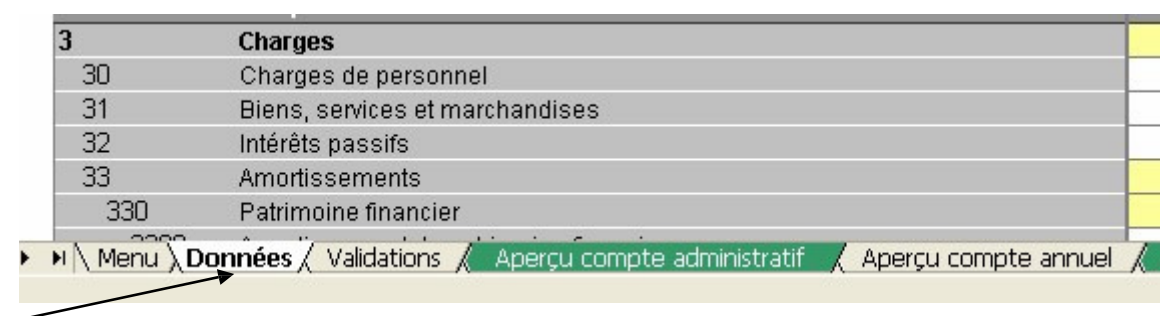 3 Charges
30 Charges de personnel
31 Biens, services et marchandises
32 Intérêts passifs
33 Amortissements
330 Patrimoine financier
Menu Données Validations Aperçu compte administratif Aperçu compte annuel